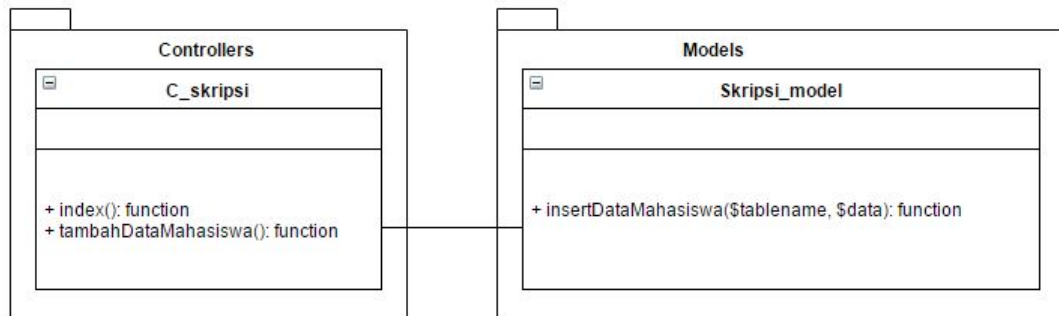 Controllers
C_skripsi
+ index(): function
+ tambahDataMahasiswa(): function
Models
Skripsi_model
+ insertDataMahasiswa($tablename, $data): function